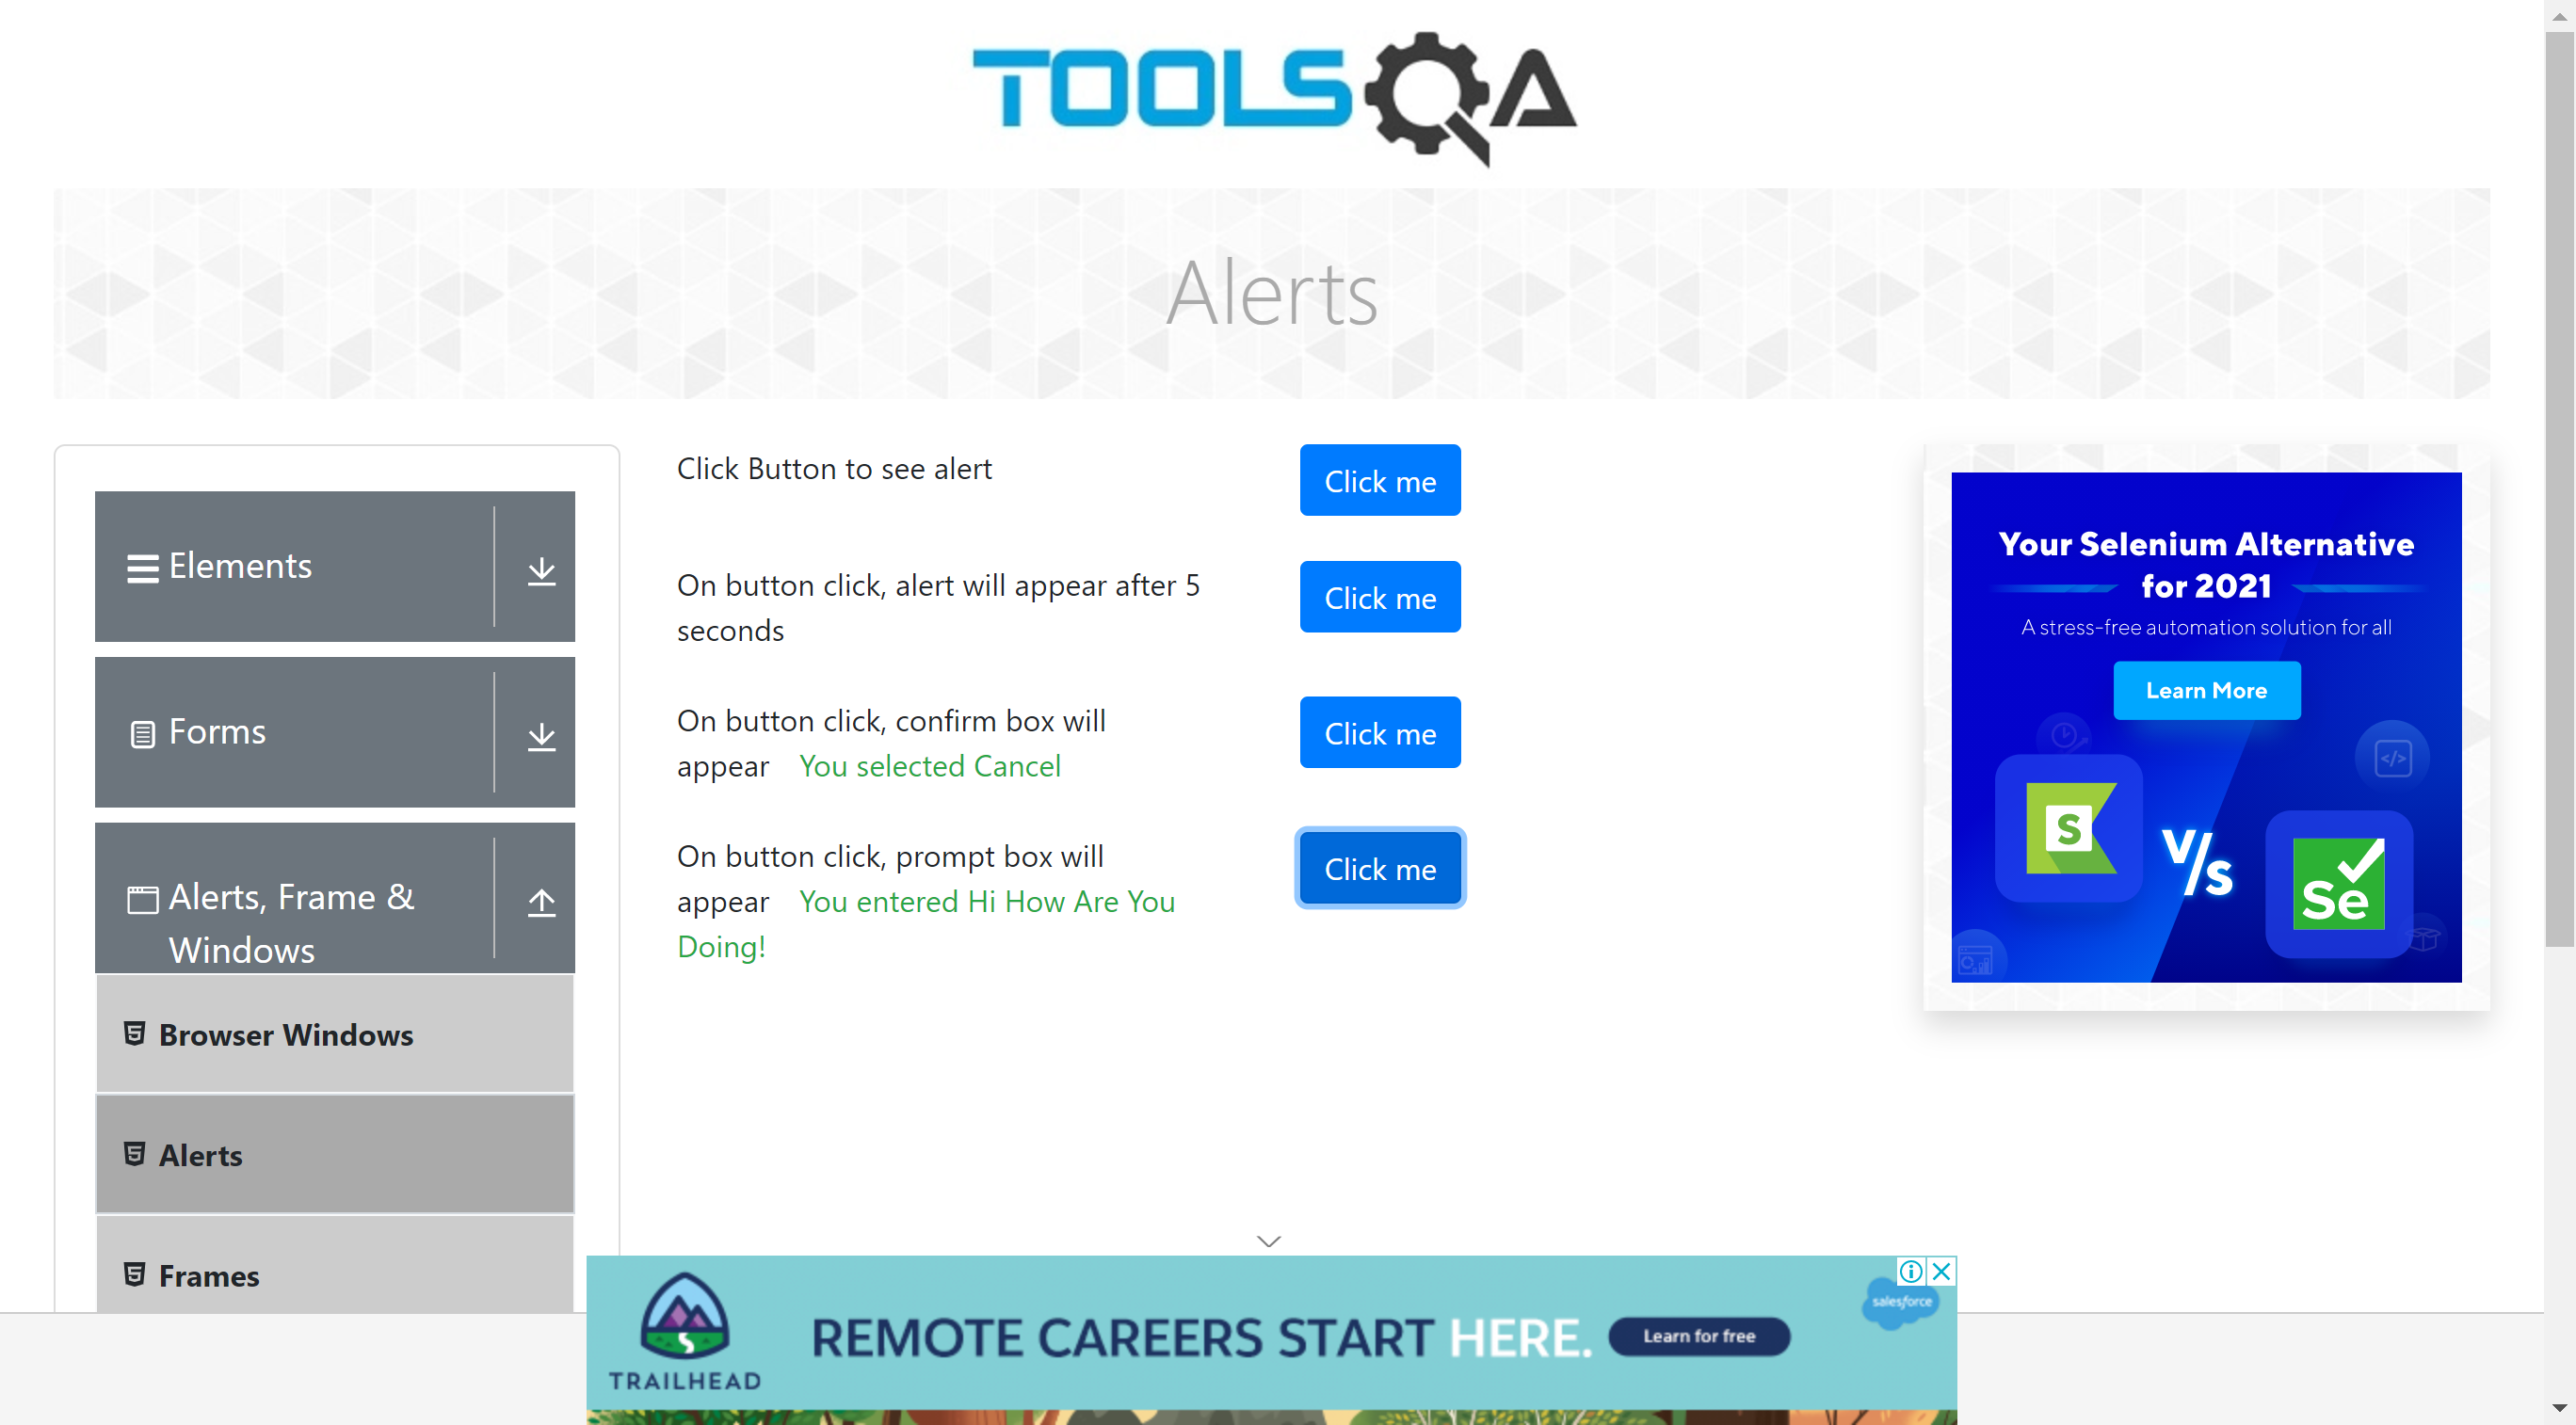 TOOLSQA
Alerts
Elements
Forms
Alerts, Frame &
Windows
Browser Windows
Alerts
Frames
Click Button to see alert
Click me
On button click, alert will appear after 5
seconds
Click me
On button click, confirm box will
appear You selected Cancel
Click me
On button click, prompt box will
appear You entered Hi How Are You
Doing!
Click me
Your Selenium Alternative
for 2021
A stress-free automation solution for all
Learn More
S
V/s
Se
TRAILHEAD
REMOTE CAREERS START HERE.
Learn for free
salesforce